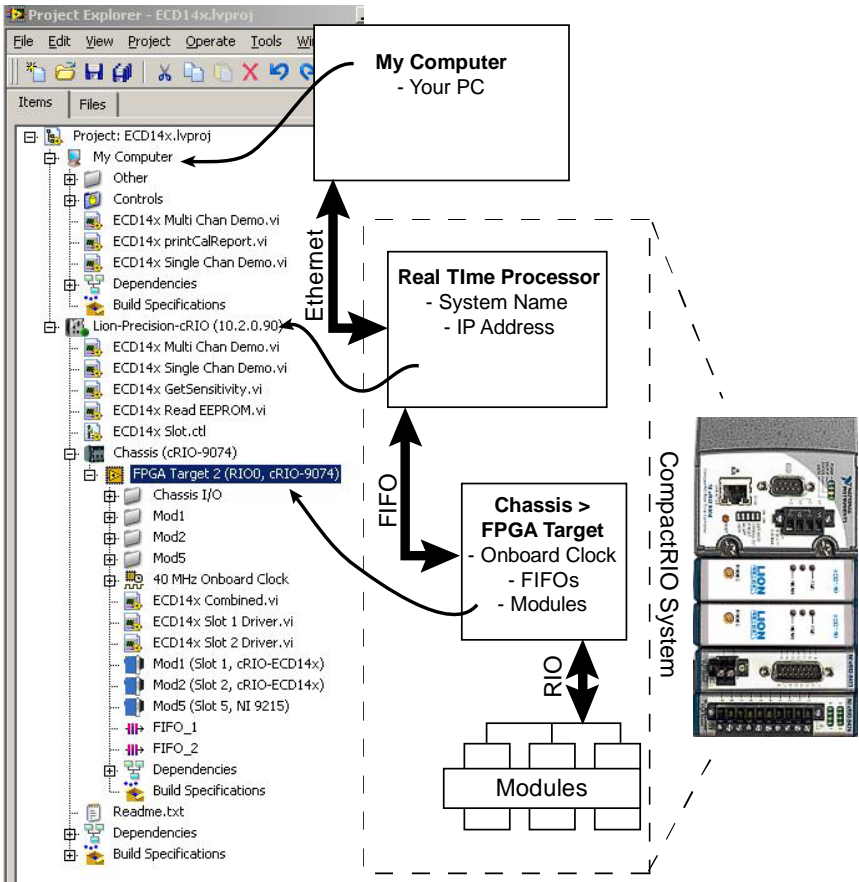 Project Explorer - ECD14x.lvproj
File Edit View Project Operate Tools
Items Files
Project: ECD14x.lvproj
My Computer
Other
Controls
ECD14x Multi Chan Demo.vi
ECD14x printCalReport.vi
ECD14x Single Chan Demo.vi
Dependencies
Build Specifications
Lion-Precision-cRIO (10.2.0.90)
ECD14x Multi Chan Demo.vi
ECD14x Single Chan Demo.vi
ECD14x GetSensitivity.vi
ECD14x Read EEPROM.vi
ECD14x Slot.ctl
Chassis (cRIO-9074)
FPGA Target 2 (RIO0, cRIO-9074)
Chassis I/O
Mod1
Mod2
Mod5
40 MHz Onboard Clock
ECD14x Combined.vi
ECD14x Slot 1 Driver.vi
ECD14x Slot 2 Driver.vi
Mod1 (Slot 1, cRIO-ECD14x)
Mod2 (Slot 2, cRIO-ECD14x)
Mod5 (Slot 5, NI 9215)
FIFO_1
FIFO_2
Dependencies
Build Specifications
Readme.txt
Dependencies
Build Specifications
My Computer
- Your PC
Ethernet
Real TIme Processor
- System Name
- IP Address
FIFO
Chassis >
FPGA Target
- Onboard Clock
- FIFOs
- Modules
RIO
Modules
CompactRIO System
NATIONAL
INSTRUMENTS
LION
LION